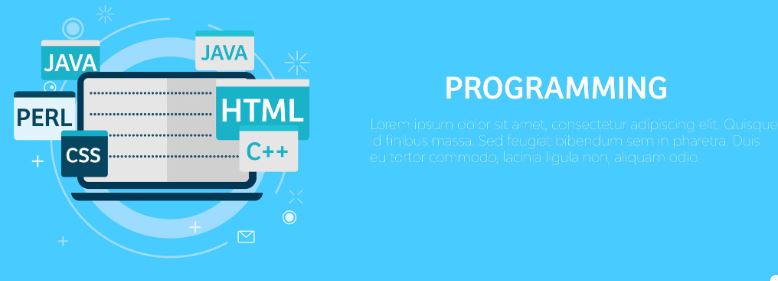 JAVA
JAVA
PERL
HTML
CSS
C++
PROGRAMMING
Lorem ipsum dolor sit amet, consectetur adipiscing elit. Quisque
id finibus massa. Sed feugiat bibendum sem in pharetra. Duis
eu tortor commodo, lacinia ligula non, aliquam odio.